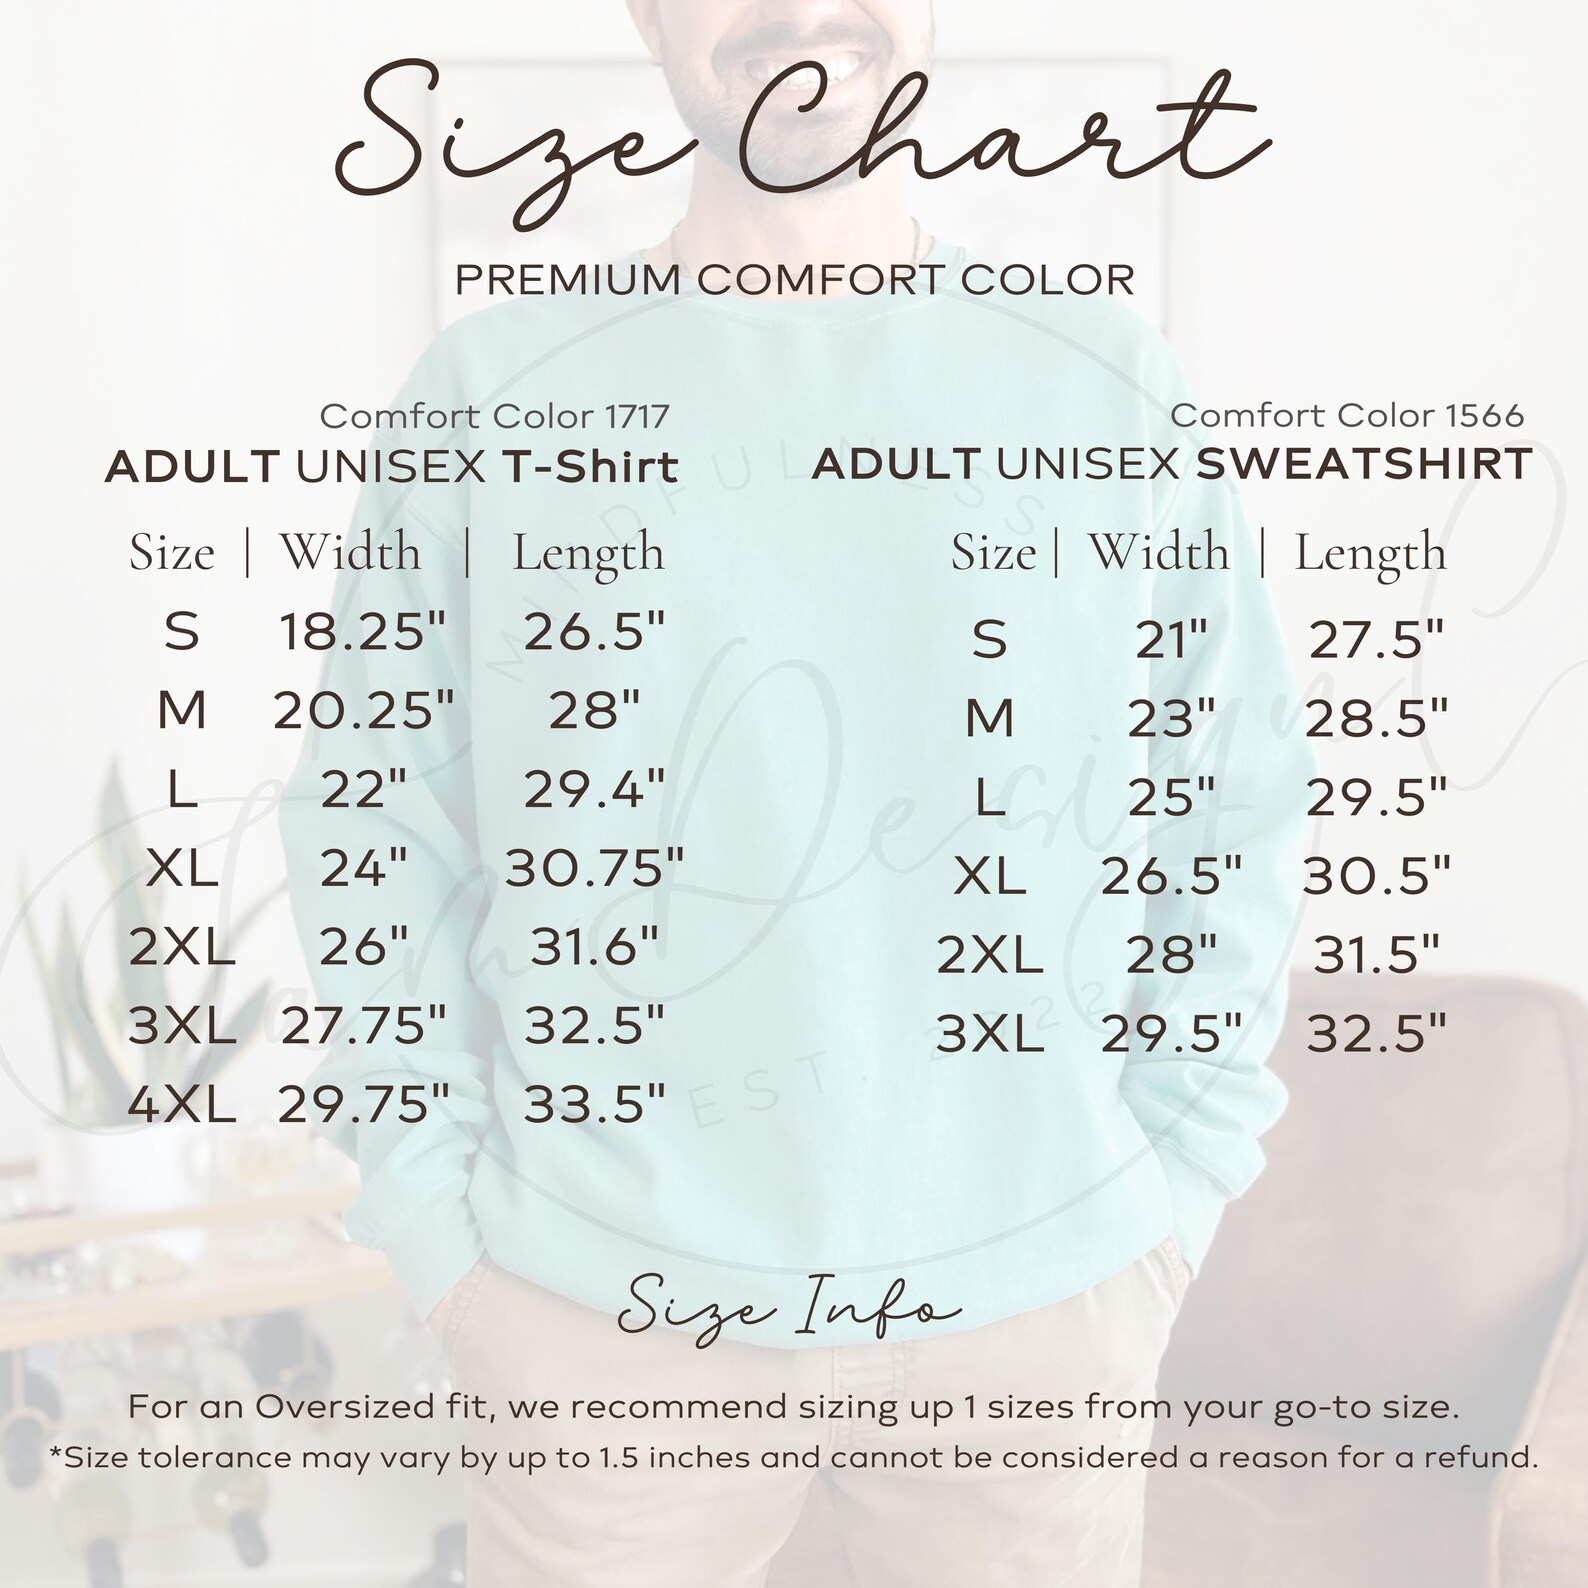 Size Chart
PREMIUM COMFORT COLOR
Comfort Color 1717
ADULT UNISEX T-Shirt
Size | Width | Length
S 18.25" 26.5"
M 20.25" 28"
L 22" 29.4"
XL 24" 30.75"
2XL 26" 31.6"
3XL 27.75" 32.5"
4XL 29.75" 33.5"
Comfort Color 1566
ADULT UNISEX SWEATSHIRT
Size | Width | Length
S 21" 27.5"
M 23" 28.5"
L 25" 29.5"
XL 26.5" 30.5"
2XL 28" 31.5"
3XL 29.5" 32.5"
MINDFULNESS
EST. 2022
Size Info
For an Oversized fit, we recommend sizing up 1 sizes from your go-to size.
*Size tolerance may vary by up to 1.5 inches and cannot be considered a reason for a refund.